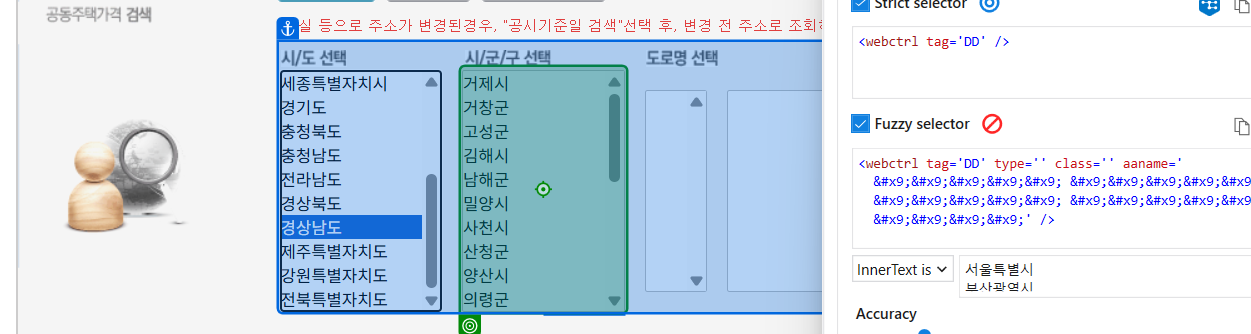 공동주택가격 검색
실 등으로 주소가 변경된경우, "공시기준일 검색"선택 후, 변경 전 주소로 조회하
시/도 선택
세종특별자치시
경기도
충청북도
충청남도
전라남도
경상북도
경상남도
제주특별자치도
강원특별자치도
전북특별자치도
시/군/구 선택
거제시
거창군
고성군
김해시
남해군
밀양시
사천시
산청군
양산시
의령군
도로명 선택
Strict selector
<webctrl tag='DD' />
Fuzzy selector
<webctrl tag='DD' type='' class='' aaname='
&#x9;&#x9;&#x9;&#x9;&#x9; &#x9;&#x9;&#x9;&#x9;&#x9
&#x9;&#x9;&#x9;&#x9;&#x9; &#x9;&#x9;&#x9;&#x9;&#x9
&#x9;&#x9;&#x9;&#x9;' />
InnerText is
서울특별시
부산광역시
Accuracy